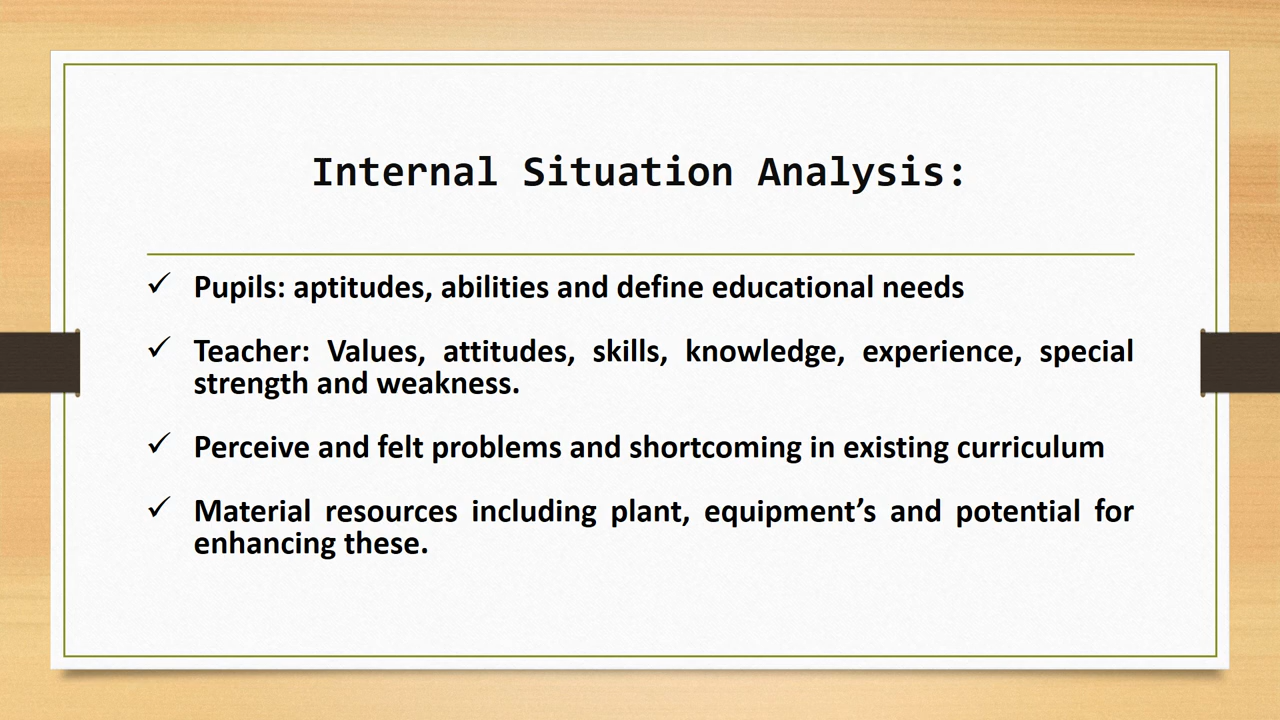 Internal Situation Analysis:
✓ Pupils: aptitudes, abilities and define educational needs
✓ Teacher: Values, attitudes, skills, knowledge, experience, special
strength and weakness.
✓ Perceive and felt problems and shortcoming in existing curriculum
✓ Material resources including plant, equipment’s and potential for
enhancing these.